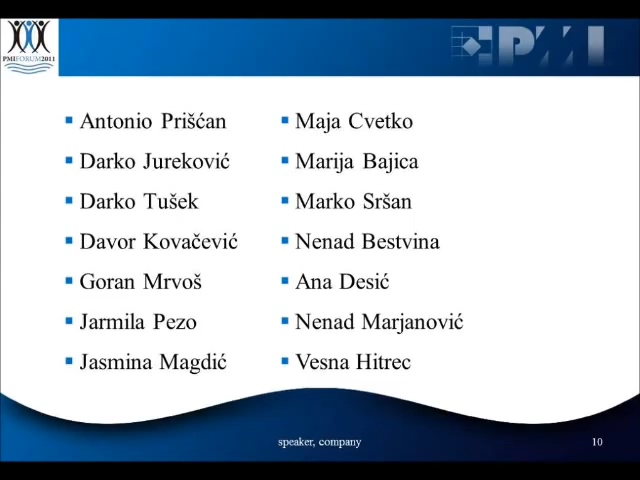 PMIFORUM2011
PMI
Antonio Prišćan
Darko Jureković
Darko Tušek
Davor Kovačević
Goran Mrvoš
Jarmila Pezo
Jasmina Magdić
Maja Cvetko
Marija Bajica
Marko Sršan
Nenad Bestvina
Ana Desić
Nenad Marjanović
Vesna Hitrec
speaker, company
10